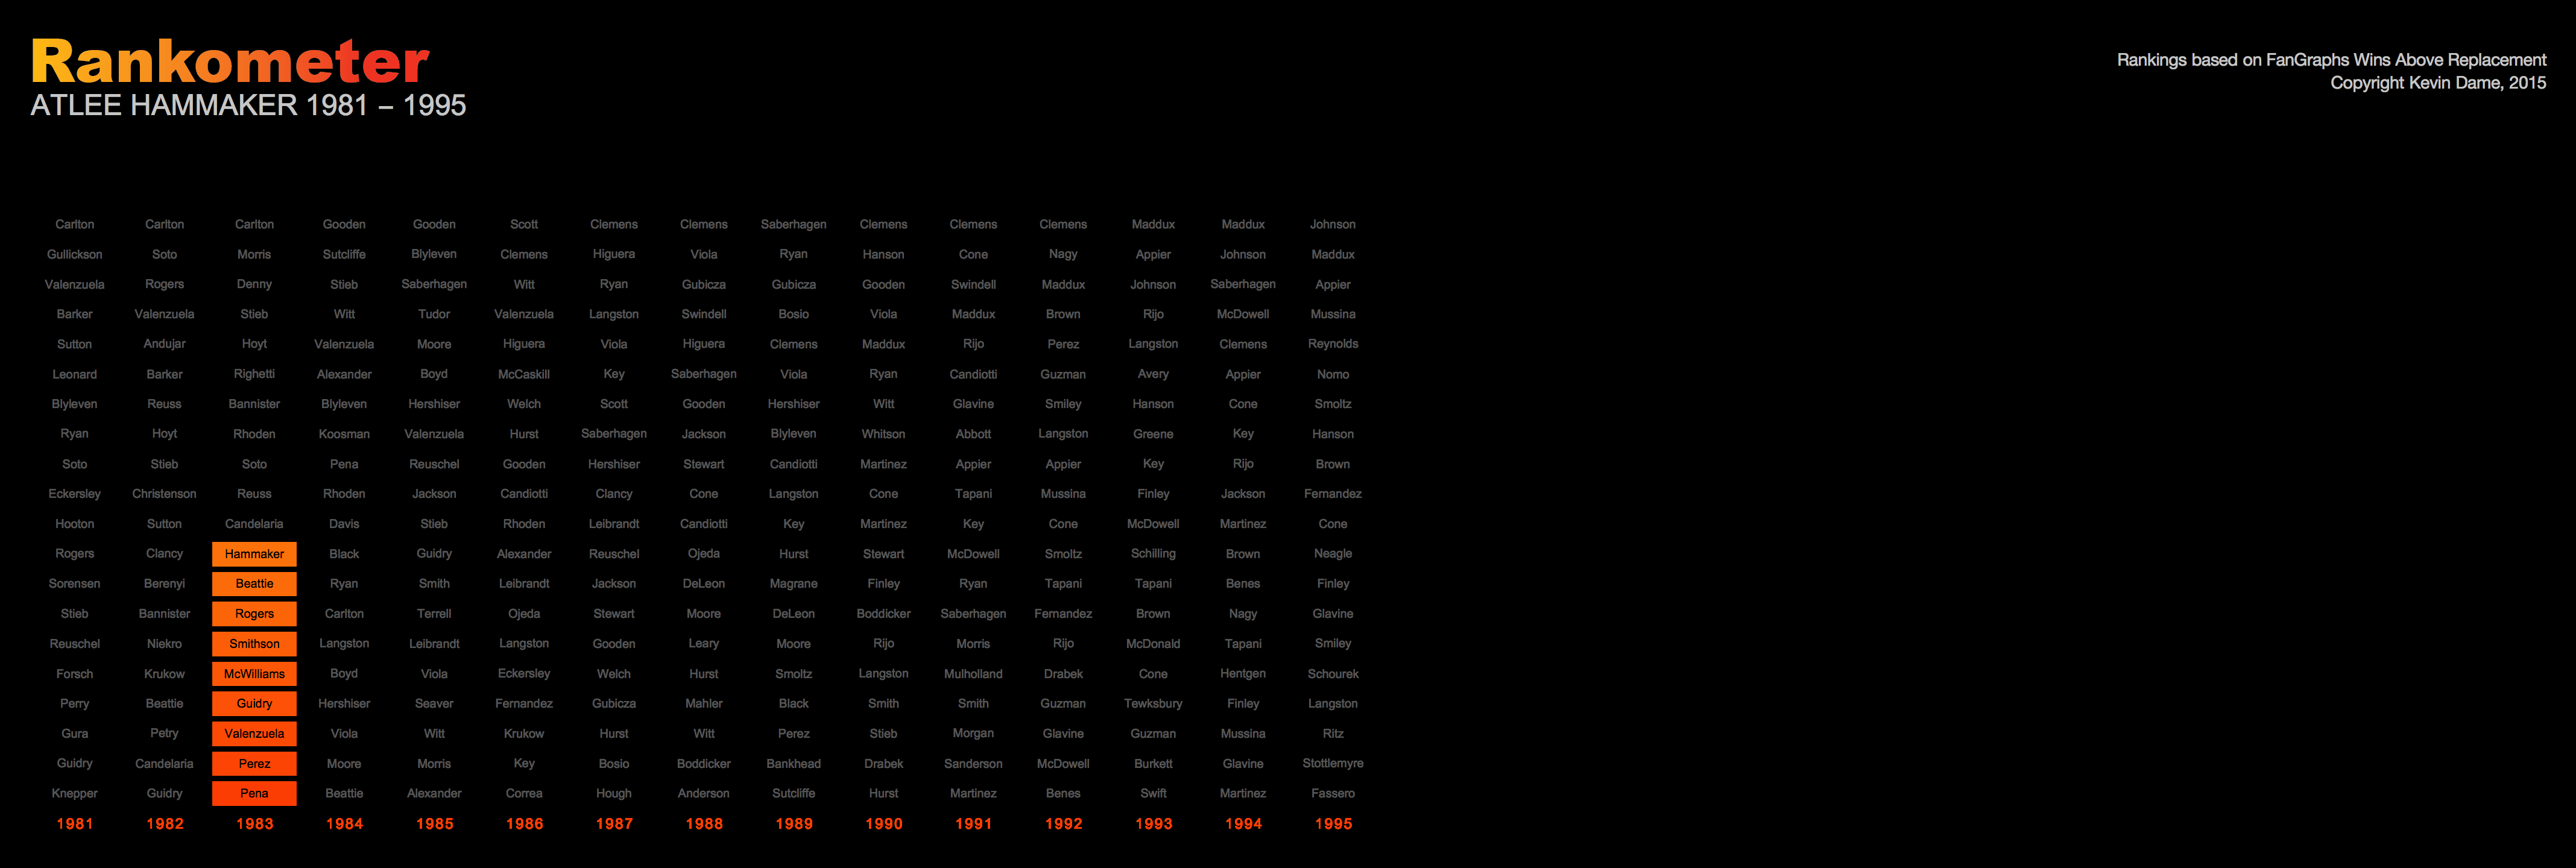 Rankometer
ATLEE HAMMAKER 1981 – 1995
Rankings based on FanGraphs Wins Above Replacement
Copyright Kevin Dame, 2015
Carlton Carlton Carlton Gooden Gooden Scott Clemens Clemens Saberhagen Clemens Clemens Clemens Maddux Maddux Johnson
Gullickson Soto Morris Sutcliffe Blyleven Clemens Higuera Viola Ryan Hanson Cone Nagy Appier Johnson Maddux
Valenzuela Rogers Denny Stieb Saberhagen Witt Ryan Gubicza Gubicza Gooden Swindell Maddux Johnson Saberhagen Appier
Barker Valenzuela Stieb Witt Tudor Valenzuela Langston Swindell Bosio Viola Maddux Brown Rijo McDowell Mussina
Sutton Andujar Hoyt Valenzuela Moore Higuera Viola Higuera Clemens Maddux Rijo Perez Langston Clemens Reynolds
Leonard Barker Righetti Alexander Boyd McCaskill Key Saberhagen Viola Ryan Candiotti Guzman Avery Appier Nomo
Blyleven Reuss Bannister Blyleven Hershiser Welch Scott Gooden Hershiser Witt Glavine Smiley Hanson Cone Smoltz
Ryan Hoyt Rhoden Koosman Valenzuela Hurst Saberhagen Jackson Blyleven Whitson Abbott Langston Greene Key Hanson
Soto Stieb Soto Pena Reuschel Gooden Hershiser Stewart Candiotti Martinez Appier Appier Key Rijo Brown
Eckersley Christenson Reuss Rhoden Jackson Candiotti Clancy Cone Langston Cone Tapani Mussina Finley Jackson Fernandez
Hooton Sutton Candelaria Davis Stieb Rhoden Leibrandt Candiotti Key Martinez Key Cone McDowell Martinez Cone
Rogers Clancy Hammaker Black Guidry Alexander Reuschel Ojeda Hurst Stewart McDowell Smoltz Schilling Brown Neagle
Sorensen Berenyi Beattie Ryan Smith Leibrandt Jackson DeLeon Magrane Finley Ryan Tapani Tapani Benes Finley
Stieb Bannister Rogers Carlton Terrell Ojeda Stewart Moore DeLeon Boddicker Saberhagen Fernandez Brown Nagy Glavine
Reuschel Niekro Smithson Langston Leibrandt Langston Gooden Leary Moore Rijo Morris Rijo McDonald Tapani Smiley
Forsch Krukow McWilliams Boyd Viola Eckersley Welch Hurst Smoltz Langston Mulholland Drabek Cone Hentgen Schourek
Perry Beattie Guidry Hershiser Seaver Fernandez Gubicza Mahler Black Smith Smith Guzman Tewksbury Finley Langston
Gura Petry Valenzuela Viola Witt Krukow Hurst Witt Perez Stieb Morgan Glavine Guzman Mussina Ritz
Guidry Candelaria Perez Moore Morris Key Bosio Boddicker Bankhead Drabek Sanderson McDowell Burkett Glavine Stottlemyre
Knepper Guidry Pena Beattie Alexander Correa Hough Anderson Sutcliffe Hurst Martinez Benes Swift Martinez Fassero
1981 1982 1983 1984 1985 1986 1987 1988 1989 1990 1991 1992 1993 1994 1995